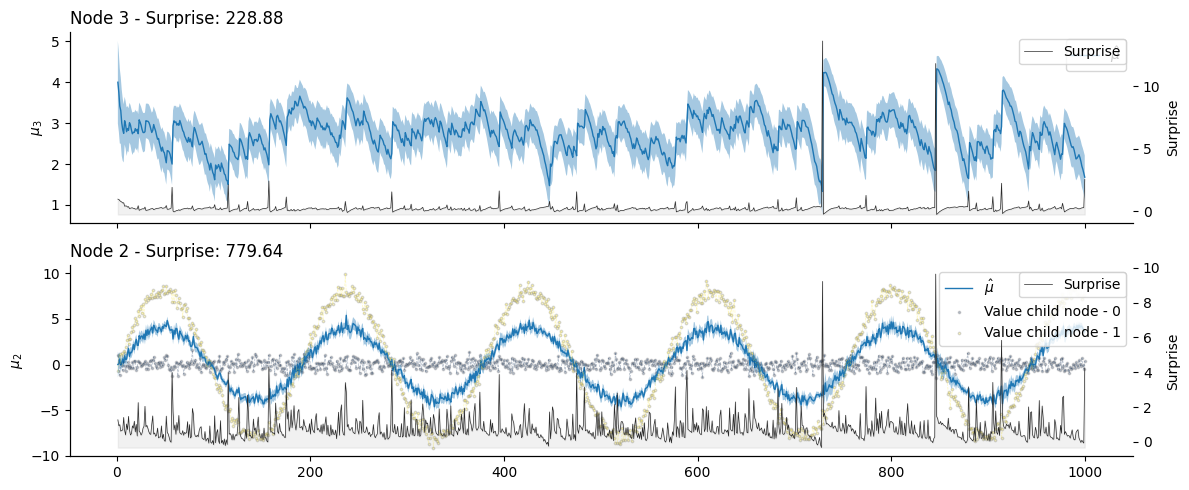 Node 3 - Surprise: 228.88
5
4
3
2
1
μ₃
Surprise
10
5
0
Surprise
Node 2 - Surprise: 779.64
10
5
0
−5
−10
μ₂
μ̂
Value child node - 0
Value child node - 1
Surprise
10
8
6
4
2
0
Surprise
0
200
400
600
800
1000